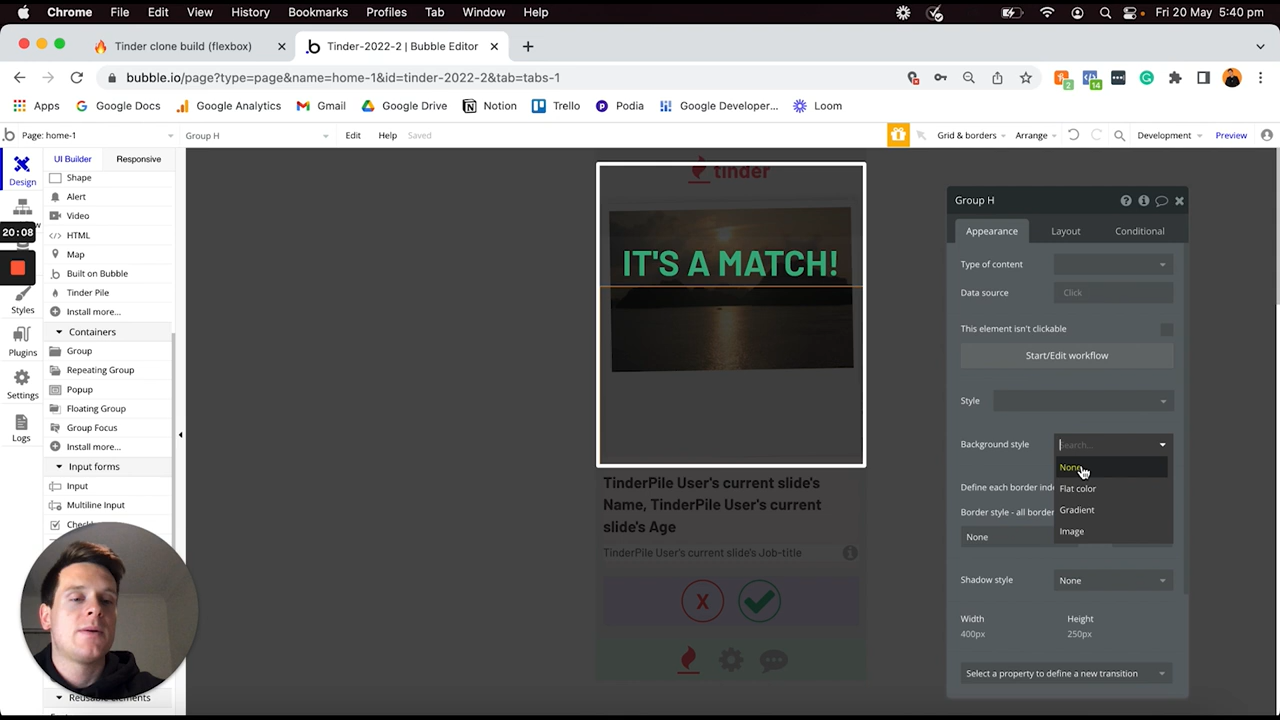 Chrome File Edit View History Bookmarks Profiles Tab Window Help Fri 20 May 5:40 pm
Tinder clone build (flexbox) Tinder-2022-2 | Bubble Editor
bubble.io/page?type=page&name=home-1&id=tinder-2022-2&tab=tabs-1 2 14
Apps Google Docs Google Analytics Gmail Google Drive Notion Trello Podia Google Developer... Loom
Page: home-1 Group H Edit Help Saved Grid & borders Arrange Development Preview
Design
20:08
Styles
Plugins
Settings
Logs
UI Builder Responsive
Shape
Alert
Video
</> HTML
Map
Built on Bubble
Tinder Pile
Install more...
Containers
Group
Repeating Group
Popup
Floating Group
Group Focus
Install more...
Input forms
Input
Multiline Input
tinder
IT'S A MATCH!
TinderPile User's current slide's
Name, TinderPile User's current
slide's Age
TinderPile User's current slide's Job-title
X
Group H
Appearance Layout Conditional
Type of content
Data source Click
This element isn't clickable
Start/Edit workflow
Style
Background style Search...
None
Flat color
Gradient
Image
Define each border
Border style - all
None
Shadow style None
Width Height
400px 250px
Select a property to define a new transition